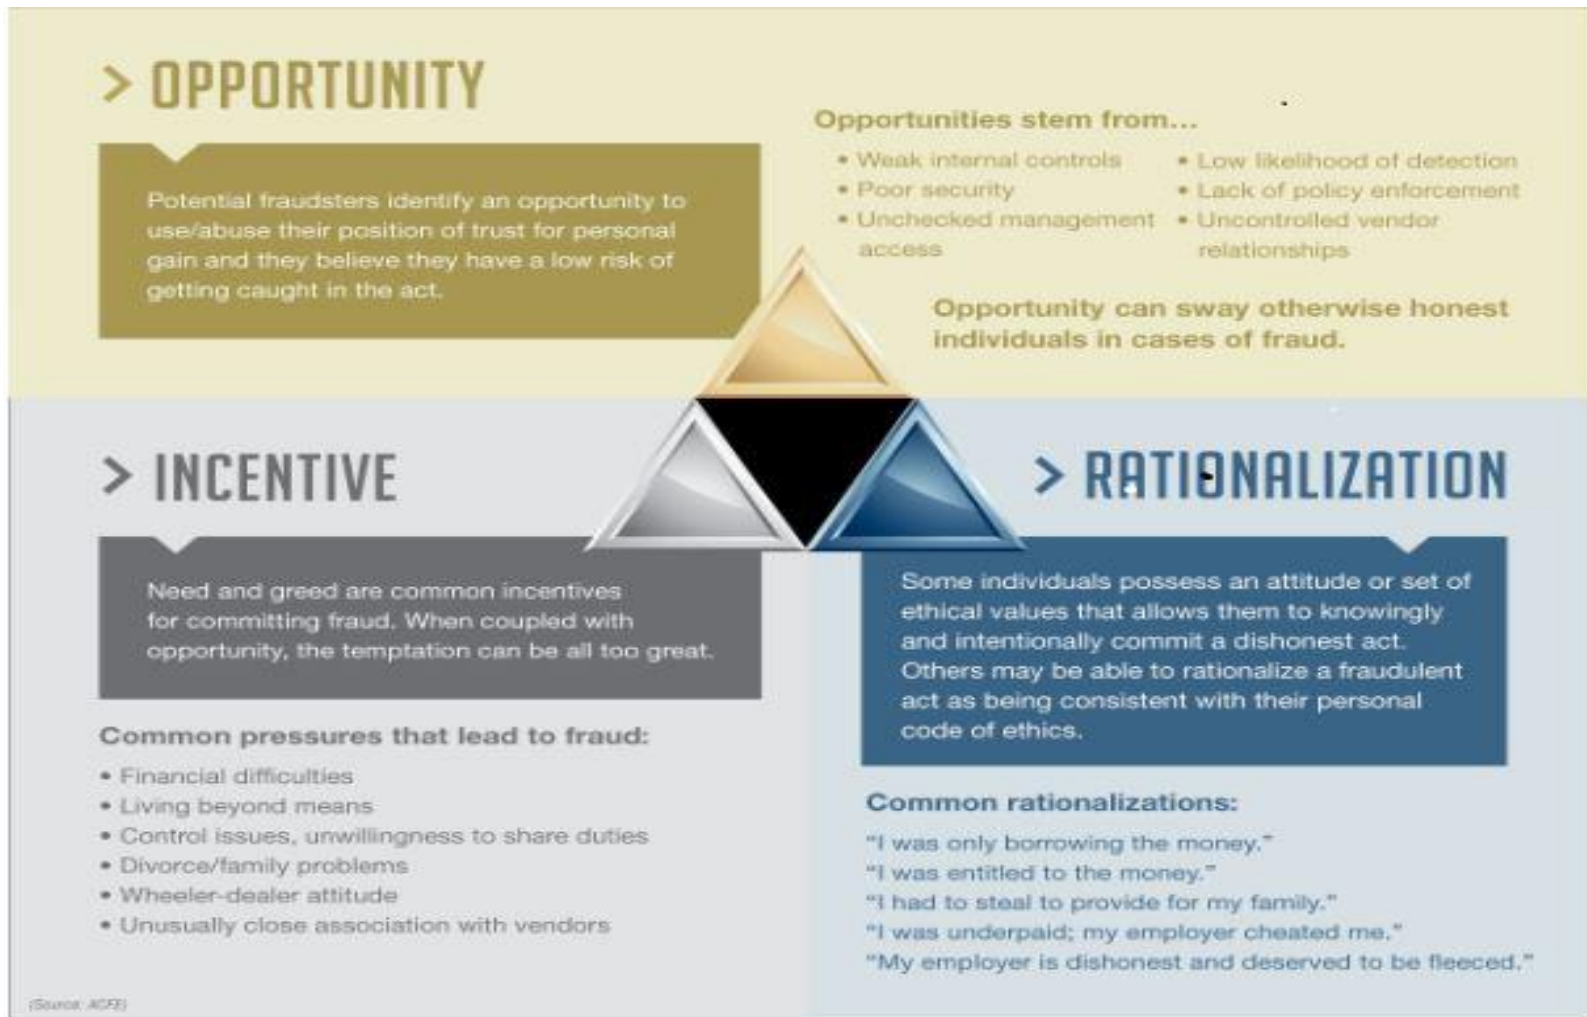 > OPPORTUNITY
Potential fraudsters identify an opportunity to
use/abuse their position of trust for personal
gain and they believe they have a low risk of
getting caught in the act.
Opportunities stem from...
• Weak internal controls
• Poor security
• Unchecked management
access
• Low likelihood of detection
• Lack of policy enforcement
• Uncontrolled vendor
relationships
Opportunity can sway otherwise honest
individuals in cases of fraud.
> INCENTIVE
Need and greed are common incentives
for committing fraud. When coupled with
opportunity, the temptation can be all too great.
Common pressures that lead to fraud:
• Financial difficulties
• Living beyond means
• Control issues, unwillingness to share duties
• Divorce/family problems
• Wheeler-dealer attitude
• Unusually close association with vendors
> RATIONALIZATION
Some individuals possess an attitude or set of
ethical values that allows them to knowingly
and intentionally commit a dishonest act.
Others may be able to rationalize a fraudulent
act as being consistent with their personal
code of ethics.
Common rationalizations:
"I was only borrowing the money."
"I was entitled to the money."
"I had to steal to provide for my family."
"I was underpaid; my employer cheated me."
"My employer is dishonest and deserved to be fleeced."
(Source: ACFE)